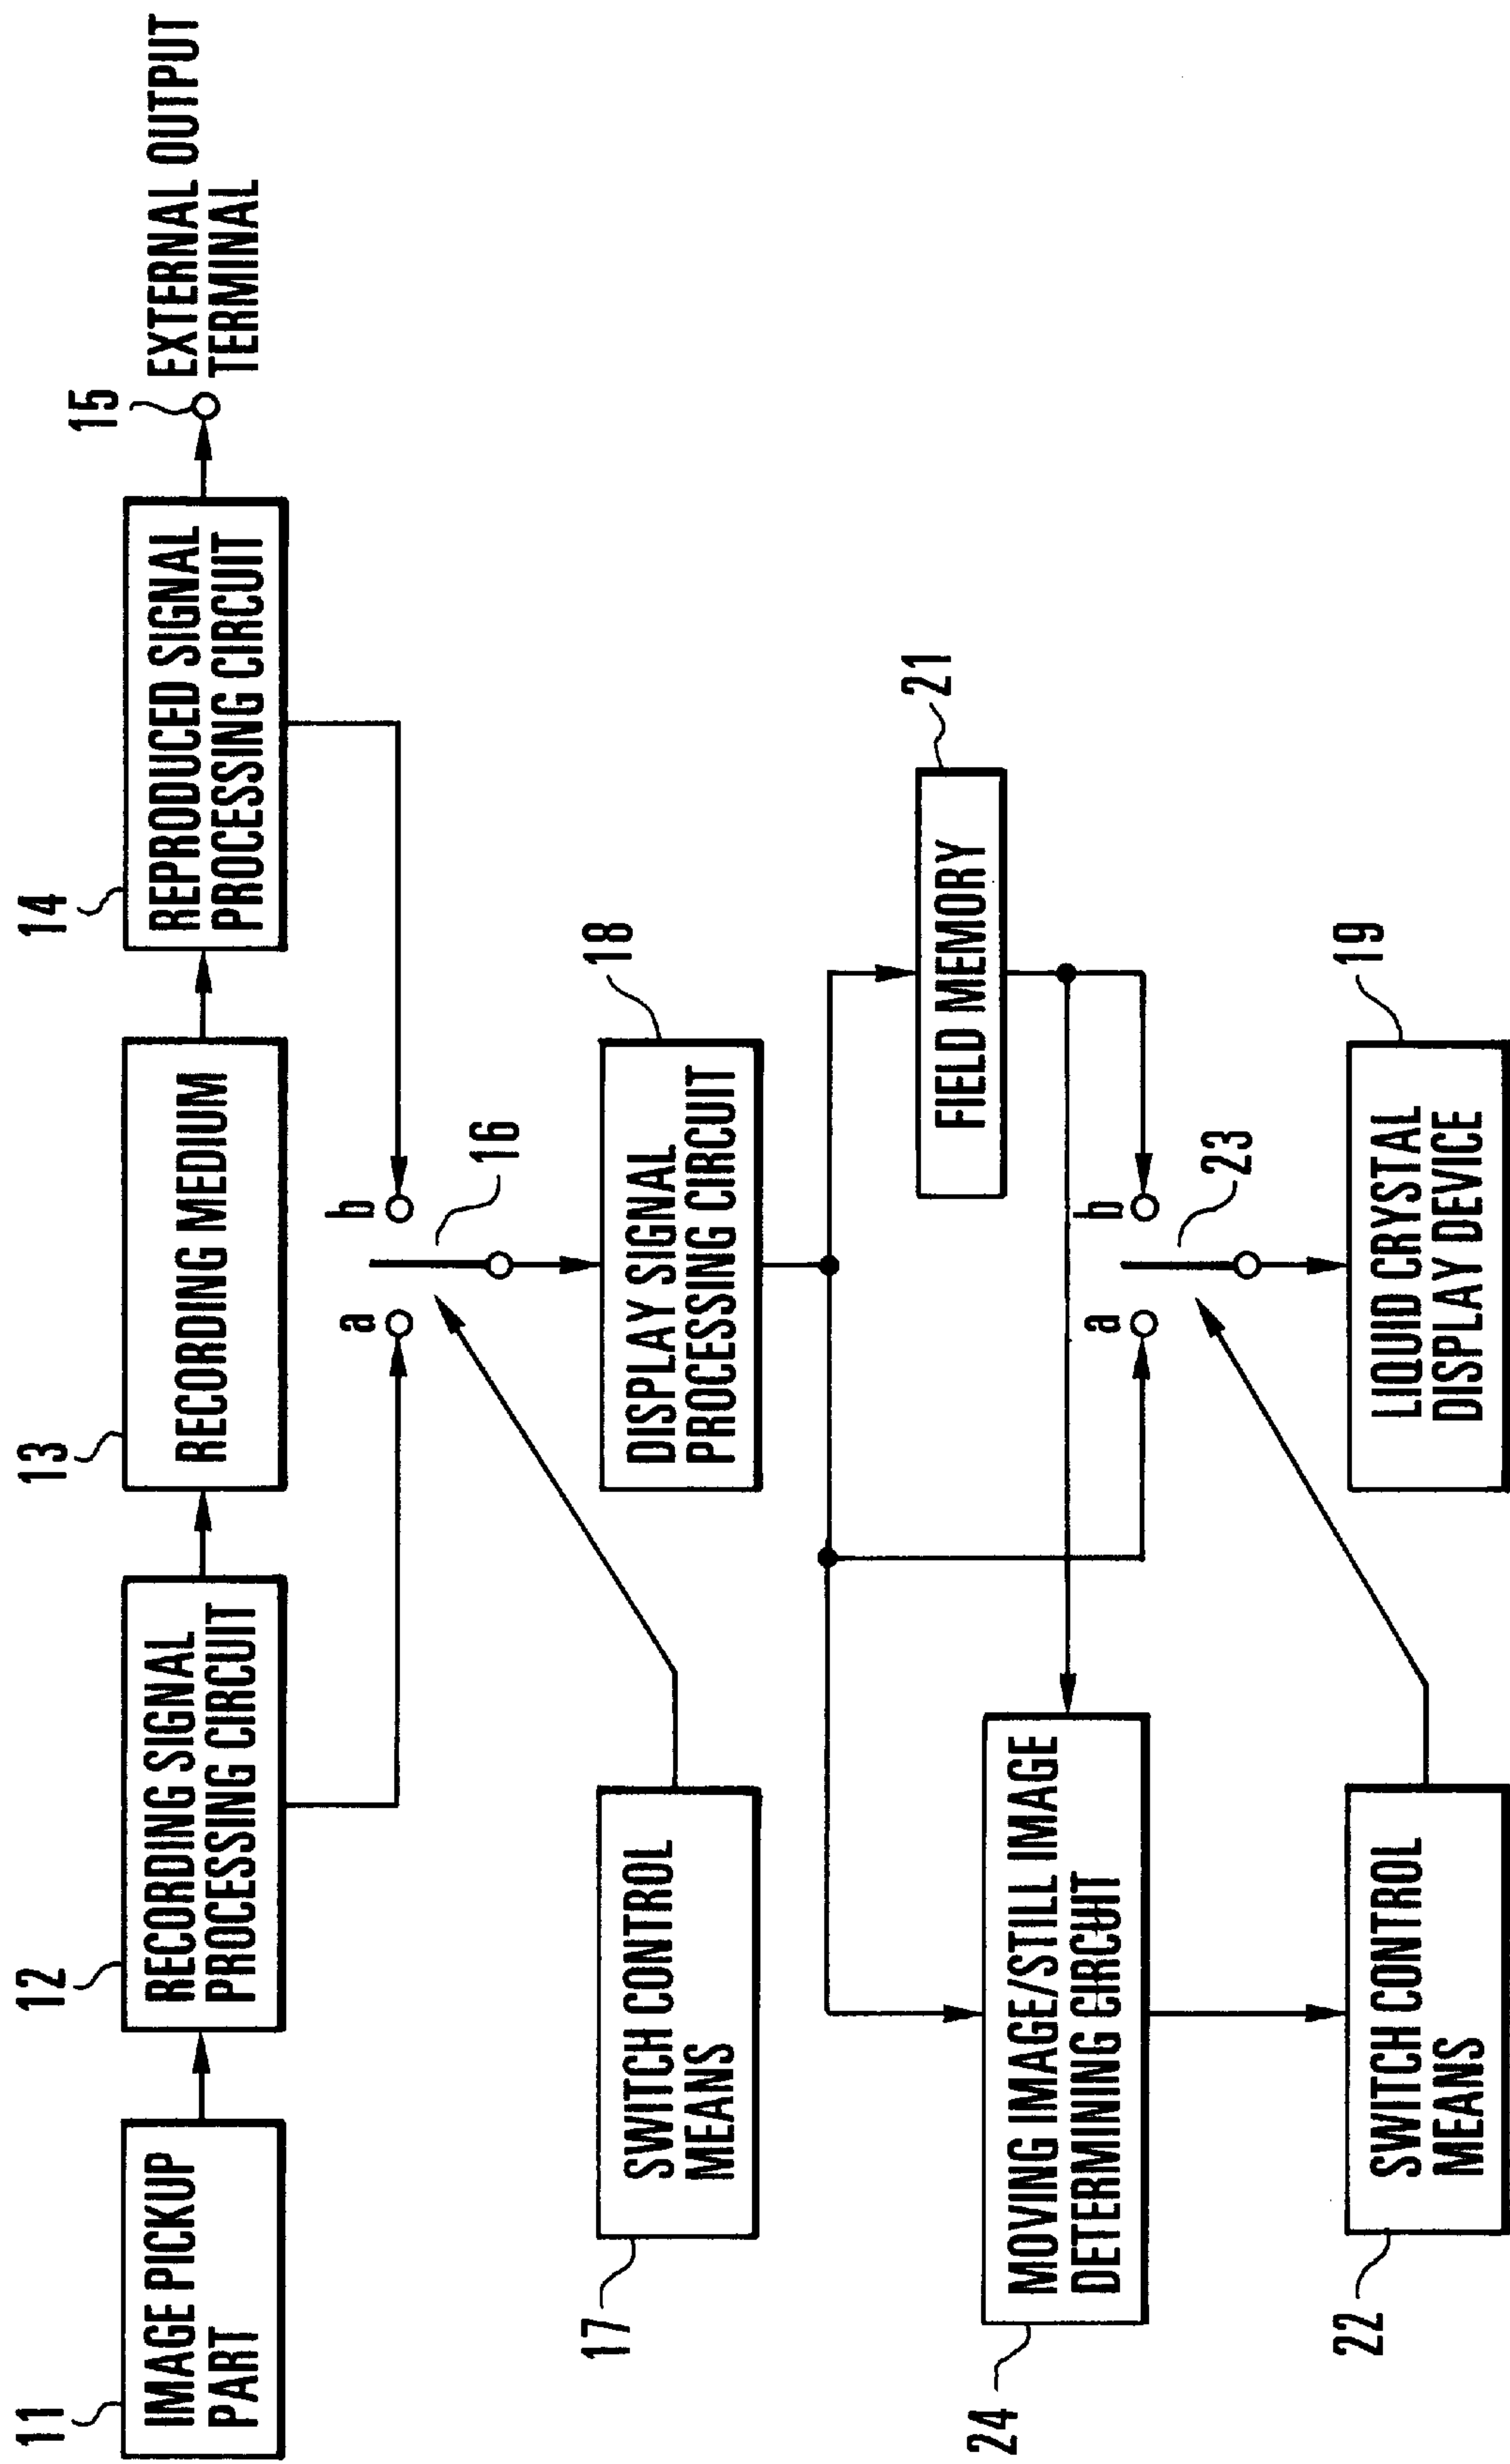 11
IMAGE PICKUP
PART
12
RECORDING SIGNAL
PROCESSING CIRCUIT
13
RECORDING MEDIUM
14
REPRODUCED SIGNAL
PROCESSING CIRCUIT
15
EXTERNAL OUTPUT
TERMINAL
a
b
16
17
SWITCH CONTROL
MEANS
18
DISPLAY SIGNAL
PROCESSING CIRCUIT
21
FIELD MEMORY
24
MOVING IMAGE/STILL IMAGE
DETERMINING CIRCUIT
a
b
23
22
SWITCH CONTROL
MEANS
19
LIQUID CRYSTAL
DISPLAY DEVICE